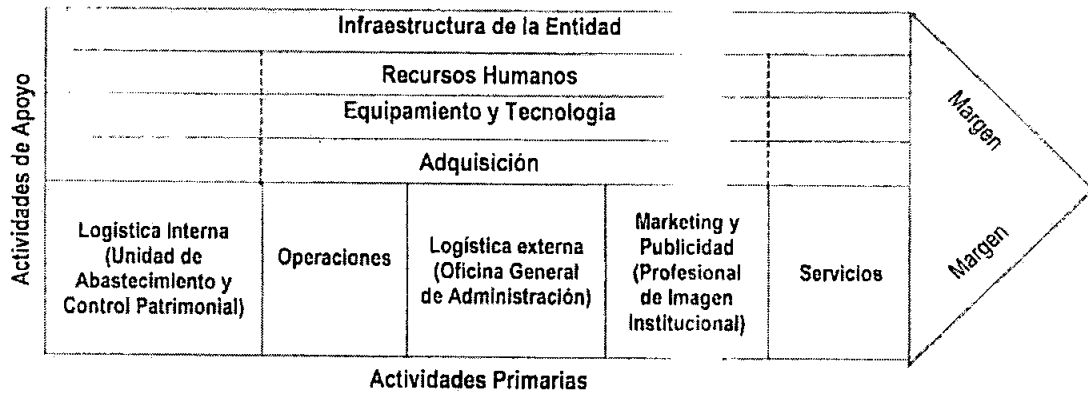 Infraestructura de la Entidad
Recursos Humanos
Equipamiento y Tecnología
Adquisición
Actividades de Apoyo
Logística Interna
(Unidad de
Abastecimiento y
Control Patrimonial)
Operaciones
Logística externa
(Oficina General
de Administración)
Marketing y
Publicidad
(Profesional
de Imagen
Institucional)
Servicios
Margen
Margen
Actividades Primarias